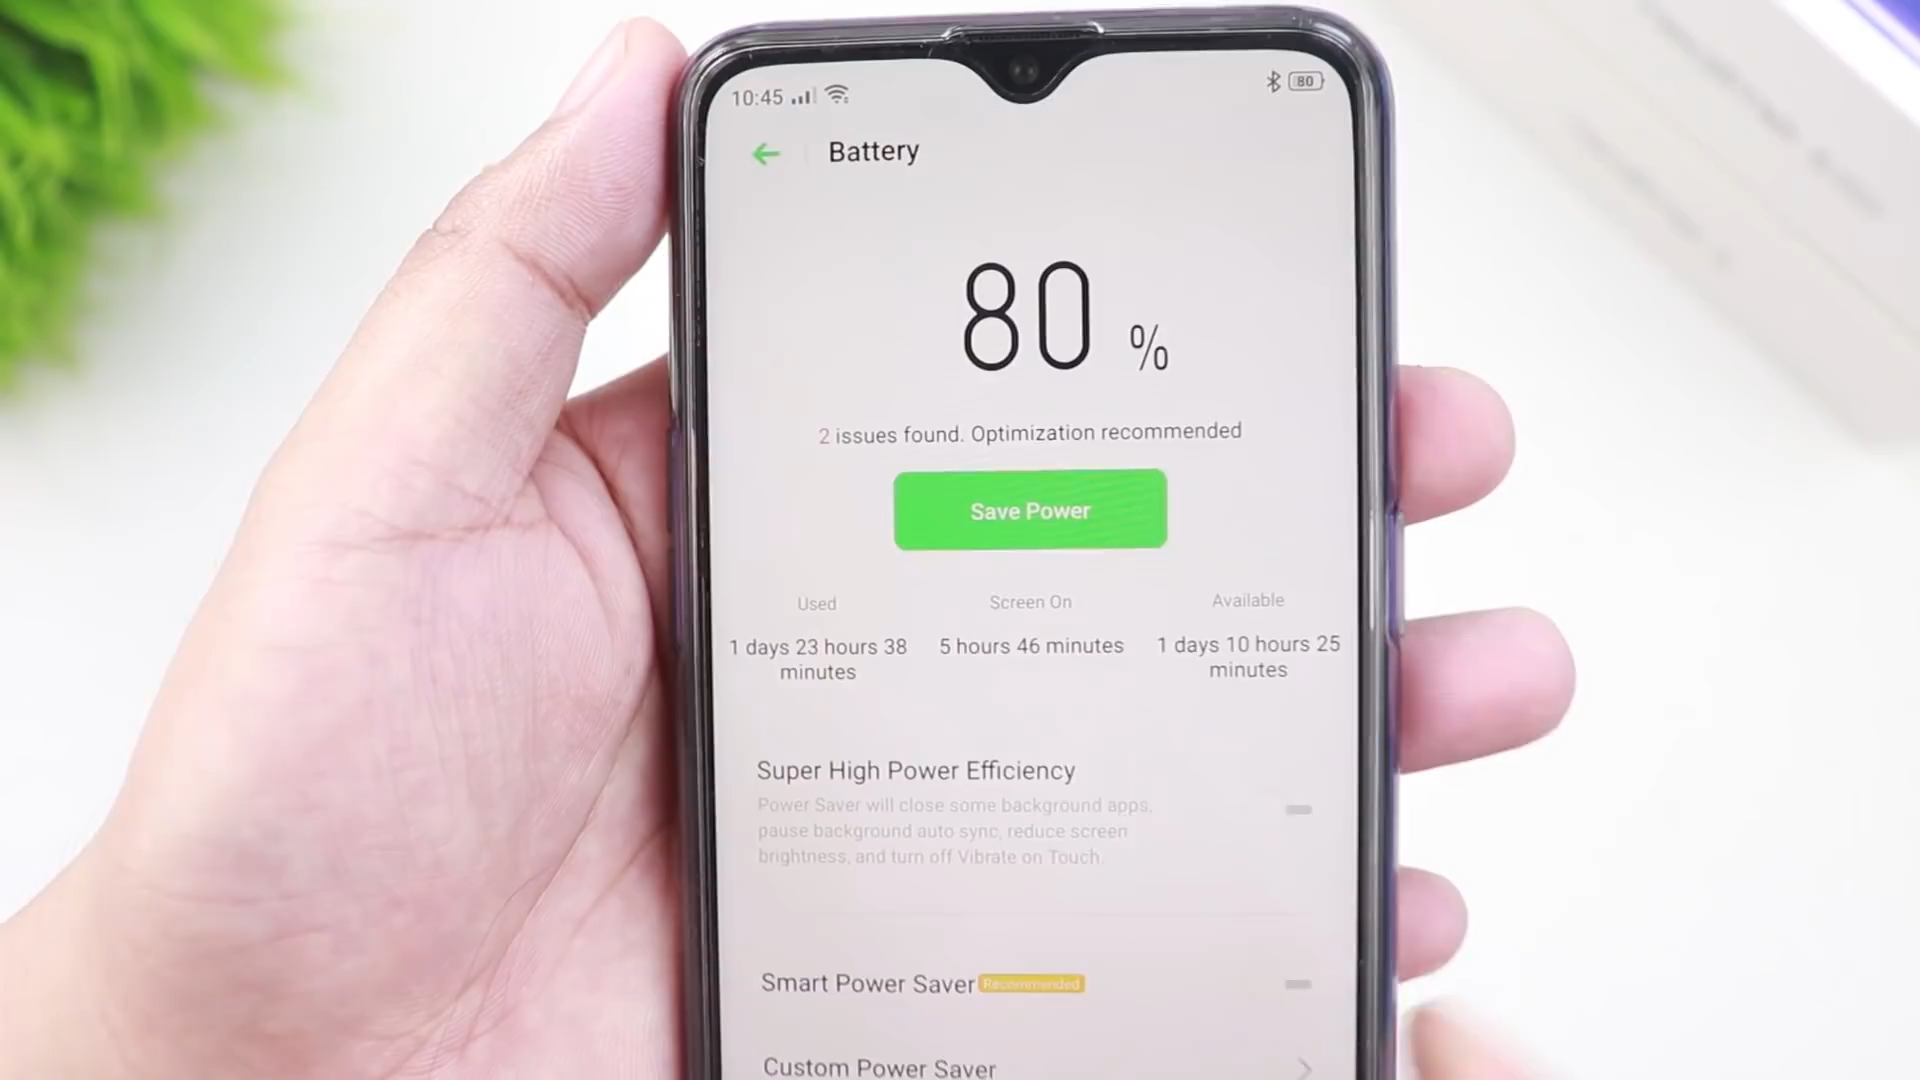 10:45
80
Battery
80 %
2 issues found. Optimization recommended
Save Power
Used
Screen On
Available
1 days 23 hours 38
minutes
5 hours 46 minutes
1 days 10 hours 25
minutes
Super High Power Efficiency
Power Saver will close some background apps,
pause background auto sync, reduce screen
brightness, and turn off Vibrate on Touch.
Smart Power Saver Recommended
Custom Power Saver